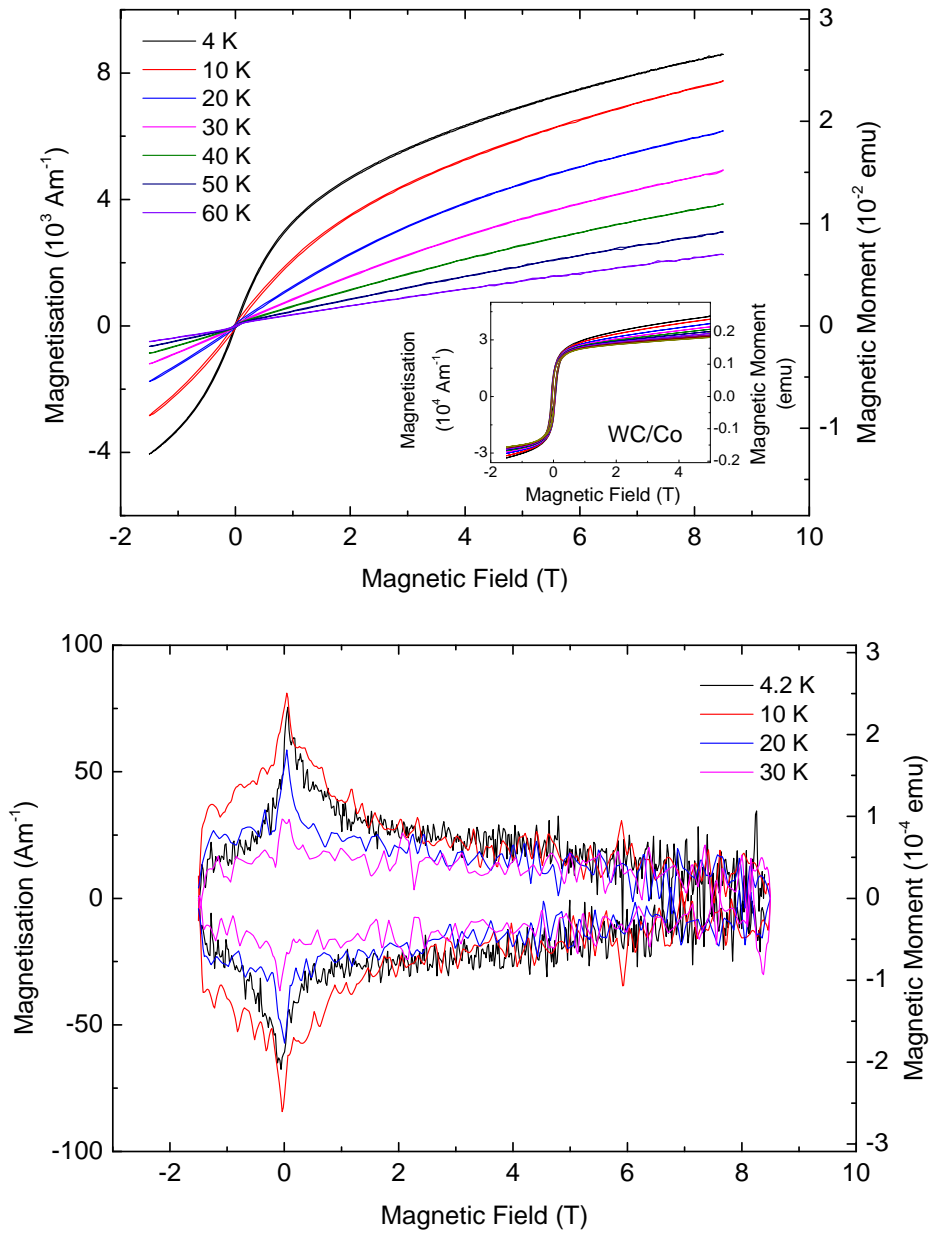 8
4
0
-4
Magnetisation (10³ Am⁻¹)
4 K
10 K
20 K
30 K
40 K
50 K
60 K
3
2
1
0
-1
Magnetic Moment (10⁻² emu)
-2
0
2
4
6
8
10
Magnetic Field (T)
3
0
-3
Magnetisation
(10⁴ Am⁻¹)
0.2
0.1
0.0
-0.1
-0.2
Magnetic Moment
(emu)
WC/Co
-2
0
2
4
Magnetic Field (T)
100
50
0
-50
-100
Magnetisation (Am⁻¹)
4.2 K
10 K
20 K
30 K
3
2
1
0
-1
-2
-3
Magnetic Moment (10⁻⁴ emu)
-2
0
2
4
6
8
10
Magnetic Field (T)